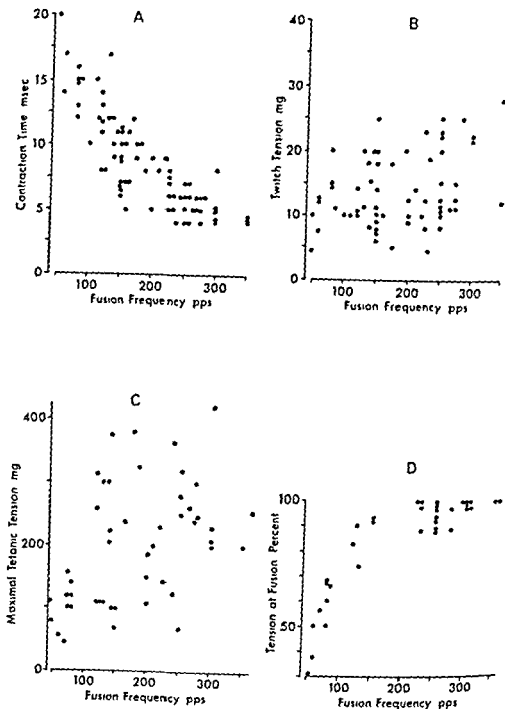 A
20
15
10
5
0
Contraction Time msec
100 200 300
Fusion Frequency pps
B
40
30
20
10
0
Twitch Tension mg
100 200 300
Fusion Frequency pps
C
400
200
0
Maximal Tetanic Tension mg
100 200 300
Fusion Frequency pps
D
100
50
Tension at Fusion Percent
100 200 300
Fusion Frequency pps